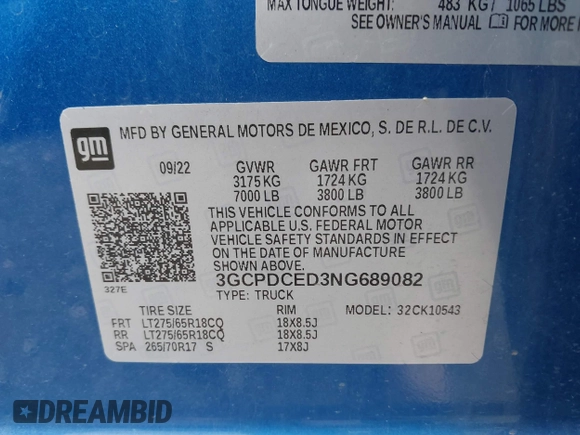 MAX TONGUE WEIGHT: 483 KG / 1065 LBS
SEE OWNER'S MANUAL FOR MORE
gm
MFD BY GENERAL MOTORS DE MEXICO, S. DE R.L. DE C.V.
09/22 GVWR GAWR FRT GAWR RR
3175 KG 1724 KG 1724 KG
7000 LB 3800 LB 3800 LB
THIS VEHICLE CONFORMS TO ALL
APPLICABLE U.S. FEDERAL MOTOR
VEHICLE SAFETY STANDARDS IN EFFECT
ON THE DATE OF MANUFACTURE
SHOWN ABOVE.
327E
3GCPDCED3NG689082
TYPE: TRUCK
TIRE SIZE RIM MODEL: 32CK10543
FRT LT275/65R18CQ 18X8.5J
RR LT275/65R18CQ 18X8.5J
SPA 265/70R17 S 17X8J
DREAMBID